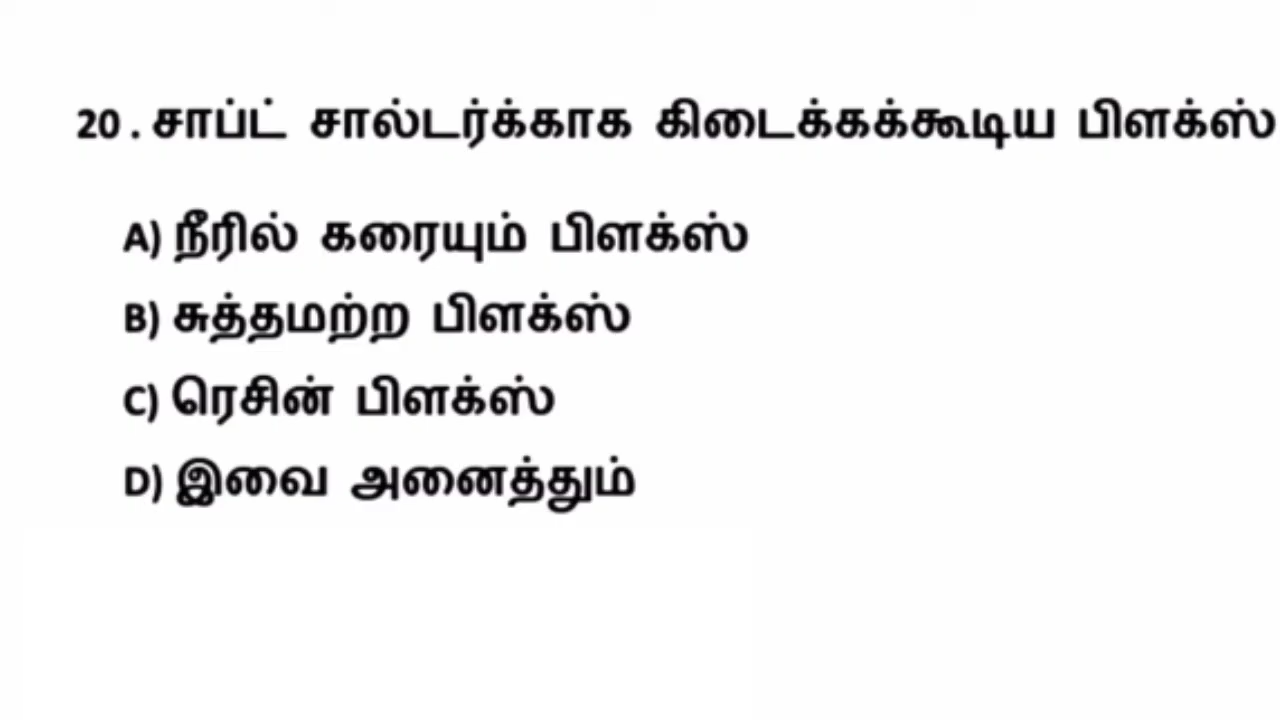 20 . சாப்ட் சால்டர்க்காக கிடைக்கக்கூடிய பிளக்ஸ்
A) நீரில் கரையும் பிளக்ஸ்
B) சுத்தமற்ற பிளக்ஸ்
C) ரெசின் பிளக்ஸ்
D) இவை அனைத்தும்